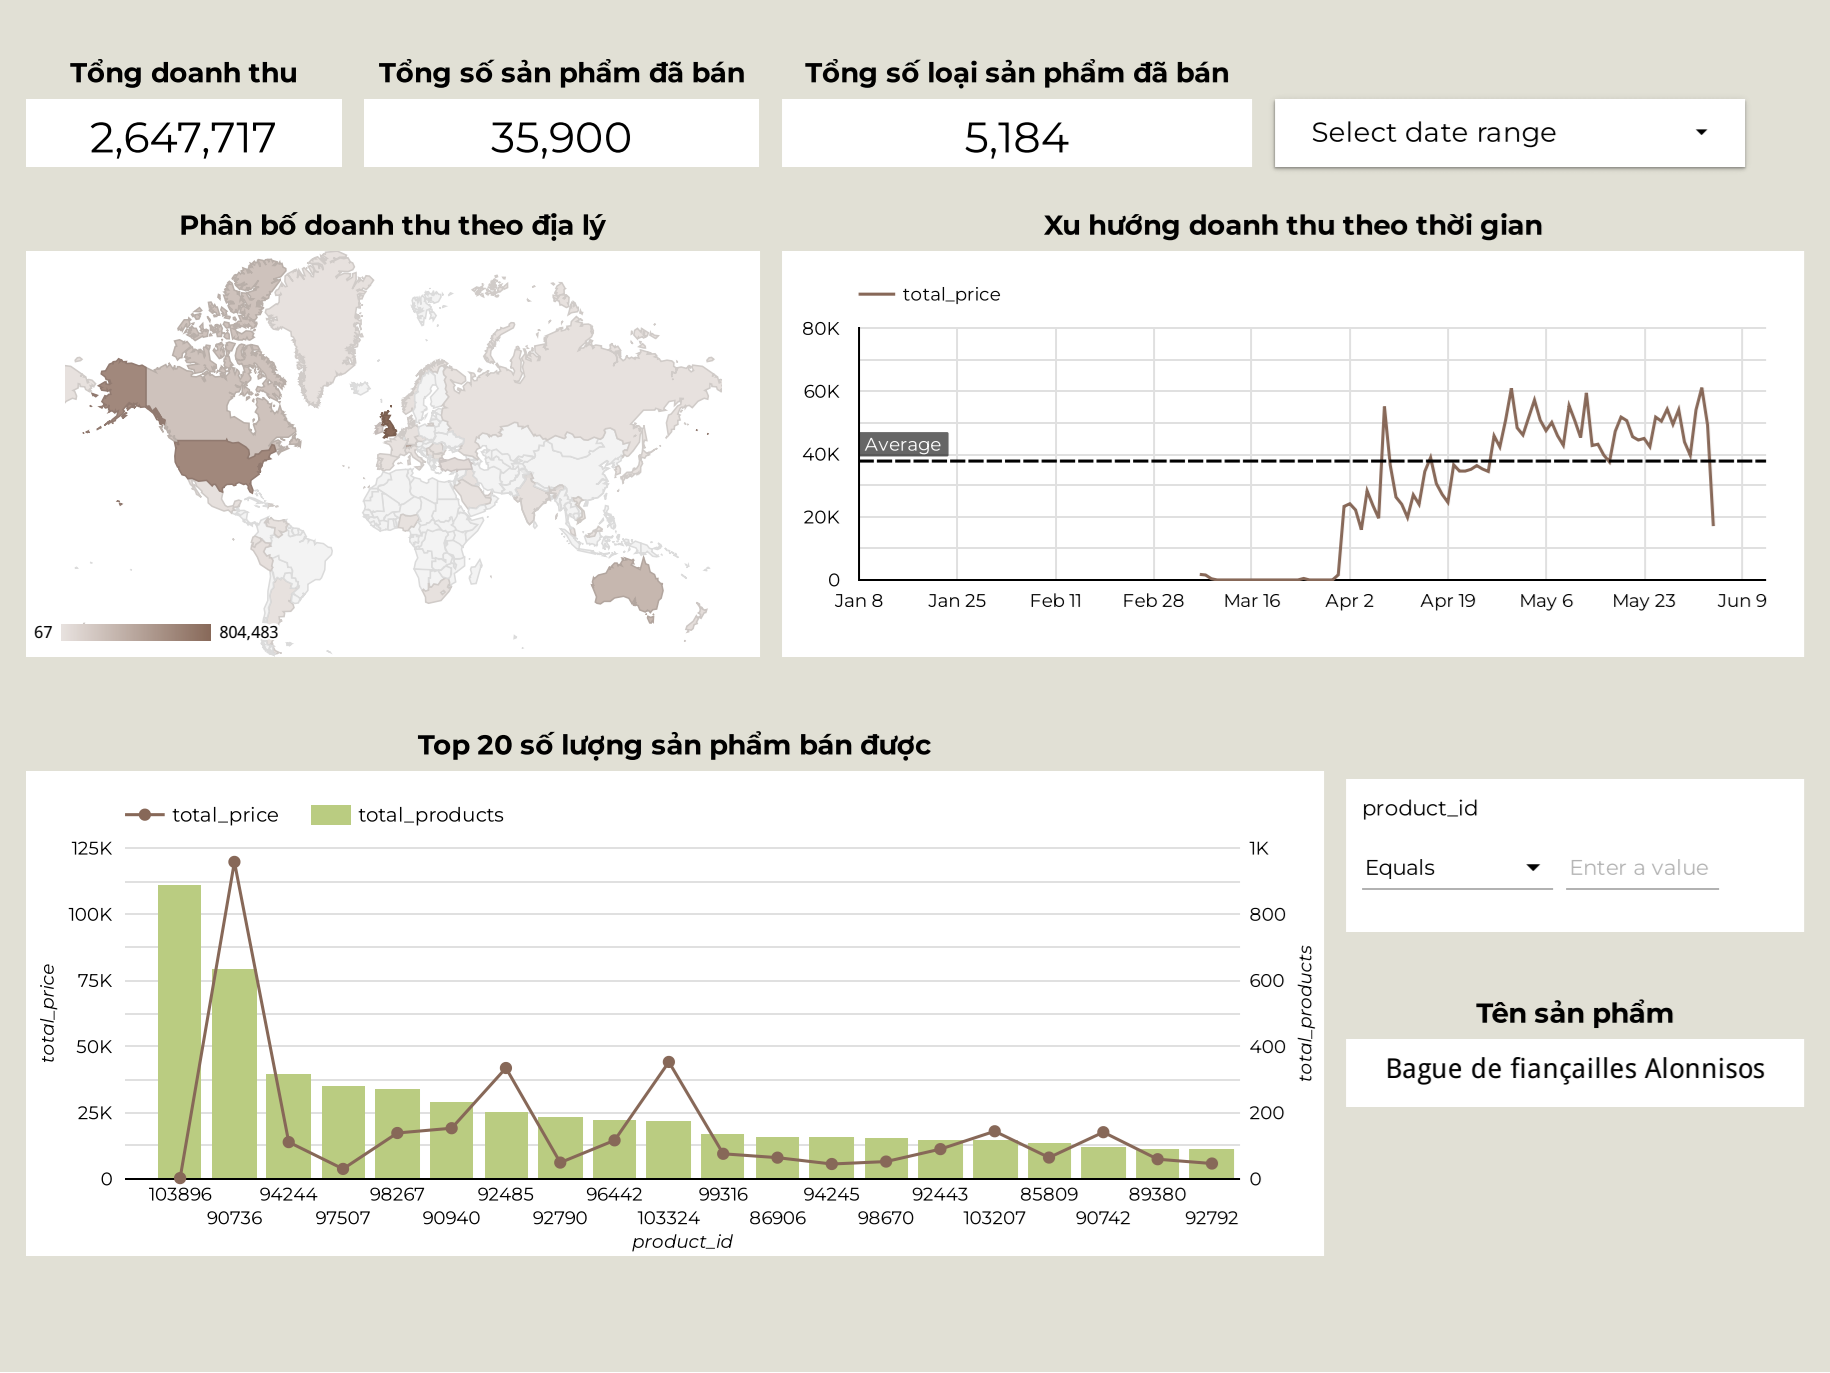 Tổng doanh thu
2,647,717
Tổng số sản phẩm đã bán
35,900
Tổng số loại sản phẩm đã bán
5,184
Select date range
Phân bố doanh thu theo địa lý
67
804,483
Xu hướng doanh thu theo thời gian
total_price
80K
60K
40K
20K
0
Average
Jan 8 Jan 25 Feb 11 Feb 28 Mar 16 Apr 2 Apr 19 May 6 May 23 Jun 9
Top 20 số lượng sản phẩm bán được
total_price total_products
125K
100K
75K
50K
25K
0
total_price
1K
800
600
400
200
0
total_products
103896 94244 98267 92485 96442 99316 94245 92443 85809 89380
90736 97507 90940 92790 103324 86906 98670 103207 90742 92792
product_id
product_id
Equals Enter a value
Tên sản phẩm
Bague de fiançailles Alonnisos